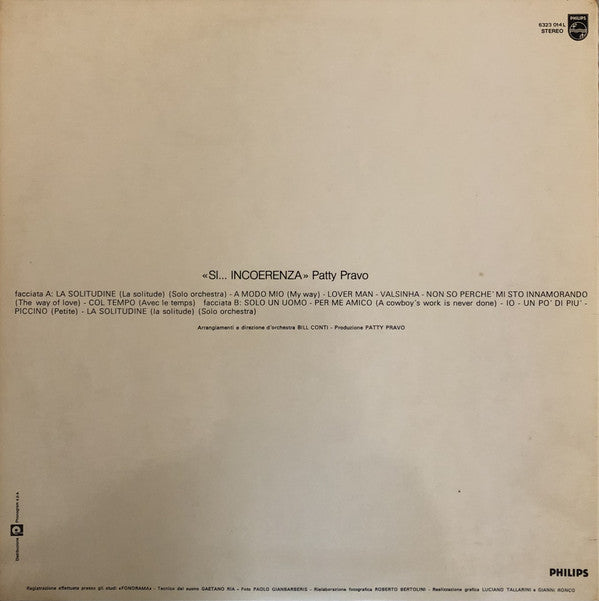 PHILIPS
6323 014 L
STEREO
«SI... INCOERENZA» Patty Pravo
facciata A: LA SOLITUDINE (La solitude) (Solo orchestra) - A MODO MIO (My way) - LOVER MAN - VALSINHA - NON SO PERCHE` MI STO INNAMORANDO
(The way of love) - COL TEMPO (Avec le temps) facciata B: SOLO UN UOMO - PER ME AMICO (A cowboy's work is never done) - IO - UN PO` DI PIU` -
PICCINO (Petite) - LA SOLITUDINE (la solitude) (Solo orchestra)
Arrangiamenti e direzione d'orchestra BILL CONTI - Produzione PATTY PRAVO
Distribuzione Phonogram s.p.a.
PHILIPS
Registrazione effettuata presso gli studi «FONORAMA» - Tecnico del suono GAETANO RIA - Foto PAOLO GIANBARBERIS - Rielaborazione fotografica ROBERTO BERTOLINI - Realizzazione grafica LUCIANO TALLARINI e GIANNI RONCO